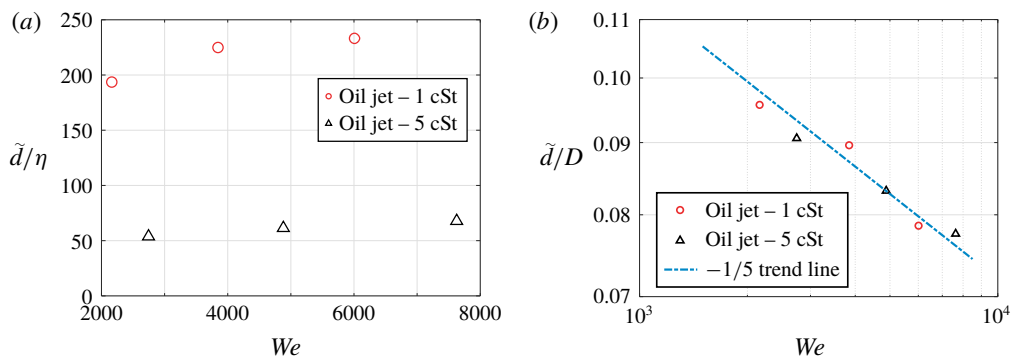 (a)
250
200
150
100
50
0
d̃/η
2000
4000
6000
8000
We
Oil jet – 1 cSt
Oil jet – 5 cSt
(b)
0.11
0.10
0.09
0.08
0.07
d̃/D
10³
10⁴
We
Oil jet – 1 cSt
Oil jet – 5 cSt
−1/5 trend line